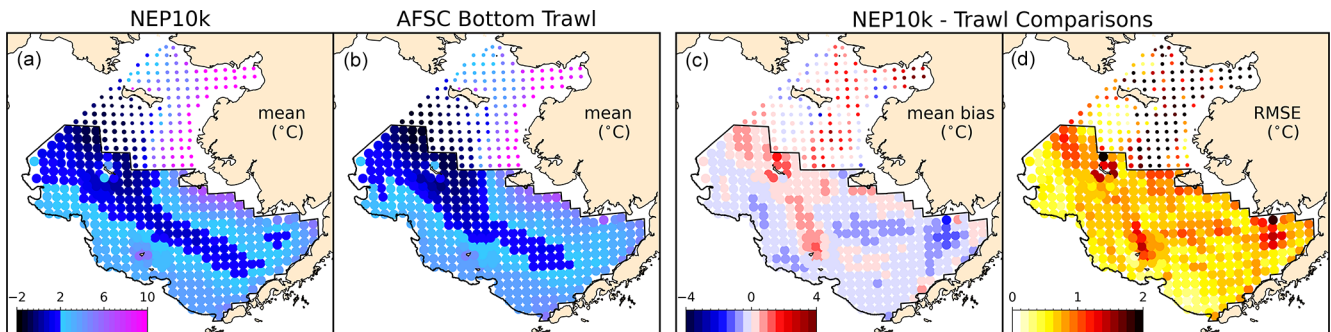 NEP10k
AFSC Bottom Trawl
NEP10k - Trawl Comparisons
(a)
mean
(˚C)
−2 2 6 10
(b)
mean
(˚C)
(c)
mean bias
(˚C)
−4 0 4
(d)
RMSE
(˚C)
0 1 2